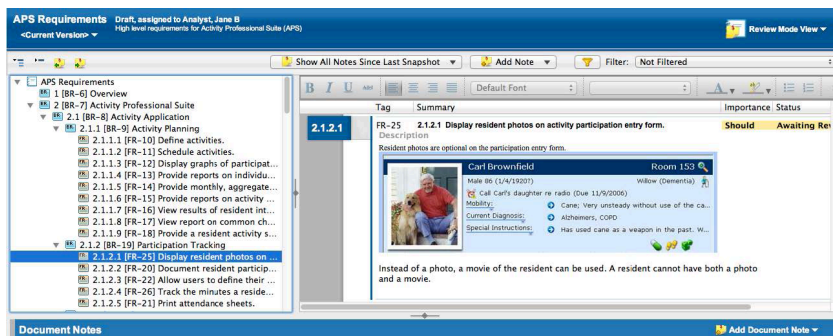 APS Requirements Draft, assigned to Analyst, Jane B
<Current Version> High level requirements for Activity Professional Suite (APS)
Review Mode View
Show All Notes Since Last Snapshot Add Note Filter: Not Filtered
APS Requirements
1 [BR-6] Overview
2 [BR-7] Activity Professional Suite
2.1 [BR-8] Activity Application
2.1.1 [BR-9] Activity Planning
2.1.1.1 [FR-10] Define activities.
2.1.1.2 [FR-11] Schedule activities.
2.1.1.3 [FR-12] Display graphs of participat...
2.1.1.4 [FR-13] Provide reports on individu...
2.1.1.5 [FR-14] Provide monthly, aggregate...
2.1.1.6 [FR-15] Provide reports on activity ...
2.1.1.7 [FR-16] View results of resident int...
2.1.1.8 [FR-17] View report on common ch...
2.1.1.9 [FR-18] Provide a resident activity s...
2.1.2 [BR-19] Participation Tracking
2.1.2.1 [FR-25] Display resident photos on ...
2.1.2.2 [FR-20] Document resident particip...
2.1.2.3 [FR-22] Allow users to define their ...
2.1.2.4 [FR-26] Track the minutes a reside...
2.1.2.5 [FR-21] Print attendance sheets.
B I U ABC Default Font A
Tag Summary Importance Status
2.1.2.1 FR-25 2.1.2.1 Display resident photos on activity participation entry form. Should Awaiting Rev
Description
Resident photos are optional on the participation entry form.
Carl Brownfield Room 153
Male 86 (1/4/1920?) Willow (Dementia)
Call Carl's daughter re radio (Due 11/9/2006)
Mobility: Cane; Very unsteady without use of the ca...
Current Diagnosis: Alzheimers, COPD
Special Instructions: Has used cane as a weapon in the past. W...
Instead of a photo, a movie of the resident can be used. A resident cannot have both a photo
and a movie.
Document Notes Add Document Note